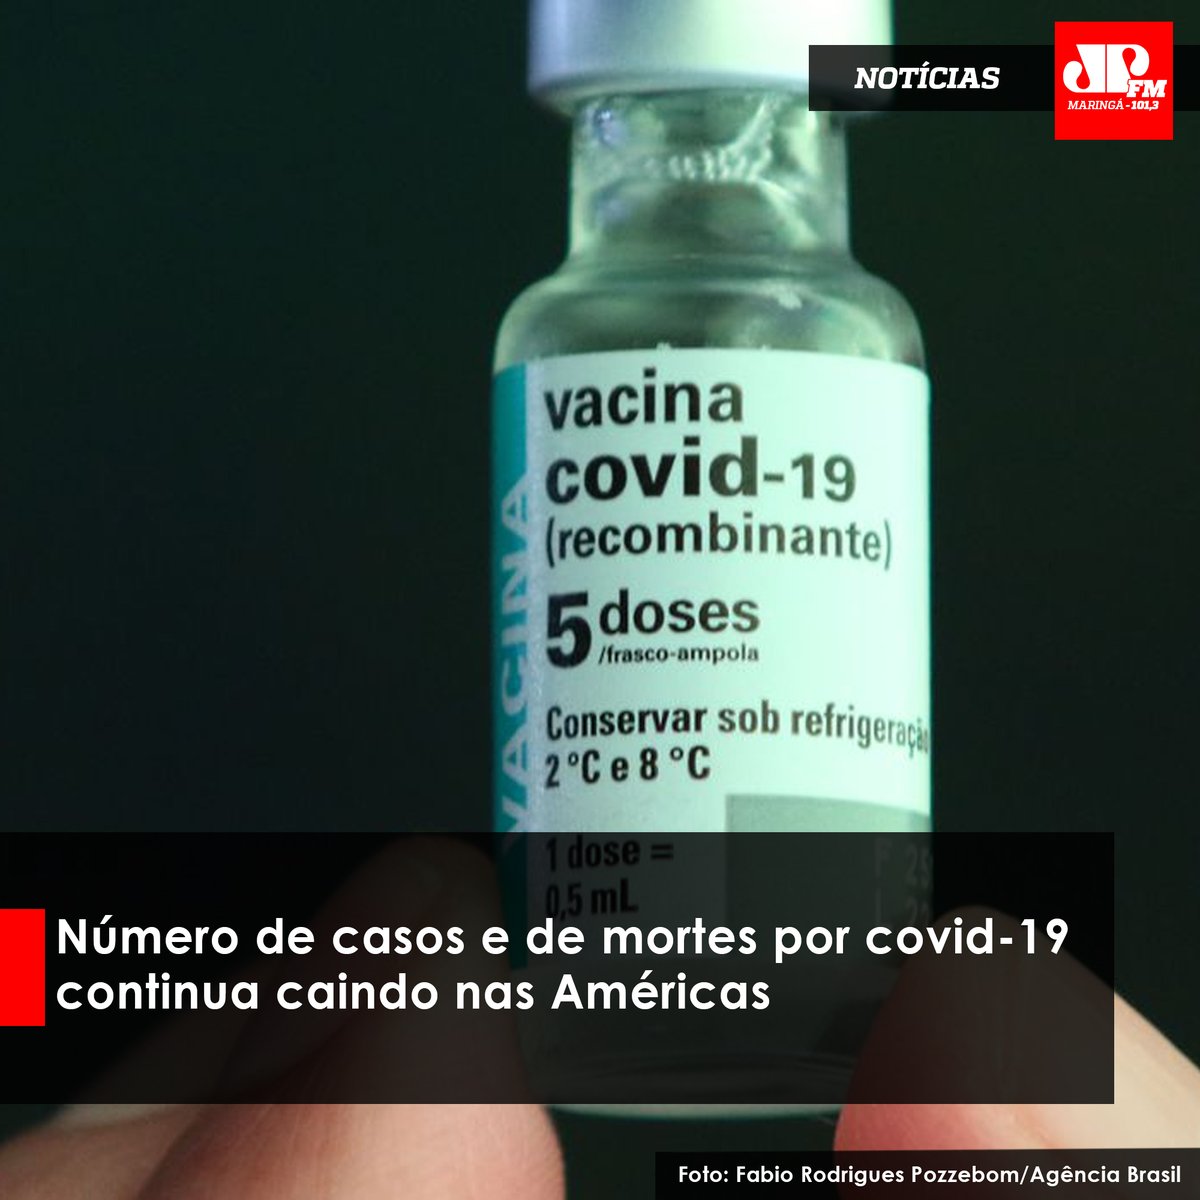 NOTÍCIAS
JP FM
MARINGÁ - 101,3
vacina
covid-19
(recombinante)
5 doses
/frasco-ampola
Conservar sob refrigeração
2 °C e 8 °C
VACINA
1 dose =
0,5 mL
Número de casos e de mortes por covid-19
continua caindo nas Américas
Foto: Fabio Rodrigues Pozzebom/Agência Brasil